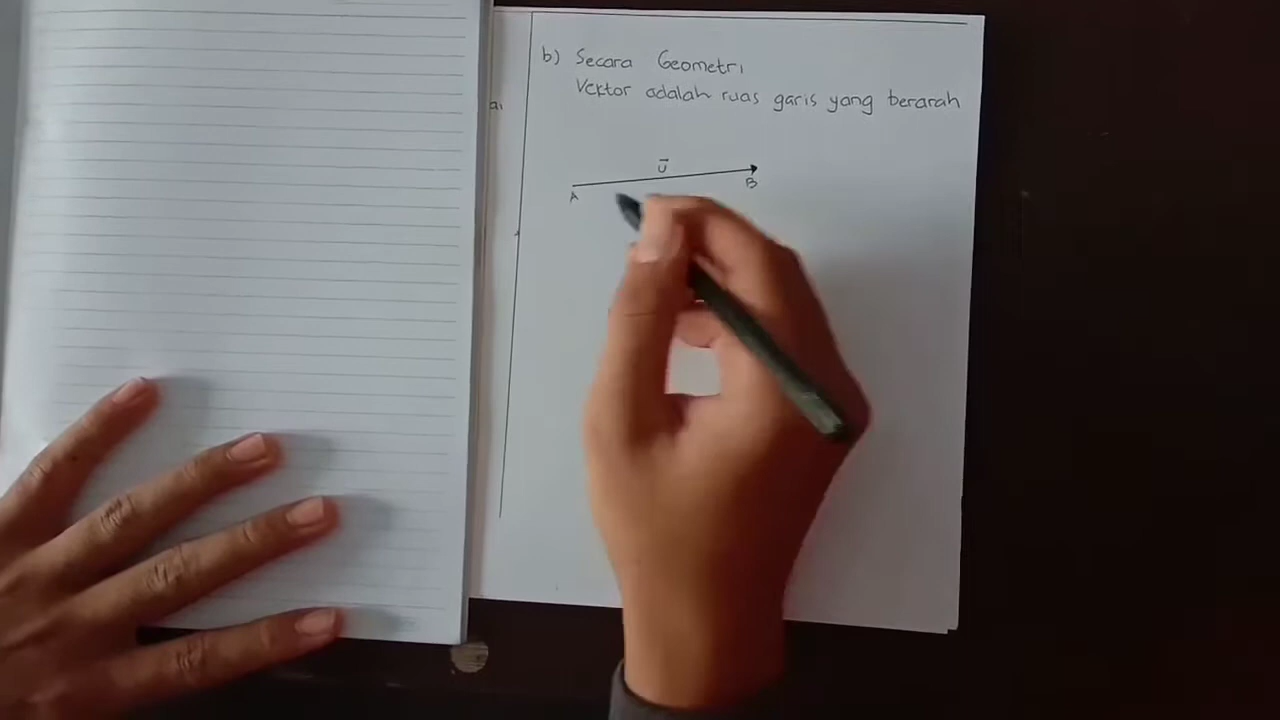 b) Secara Geometri
Vektor adalah ruas garis yang berarah
ū
A
B